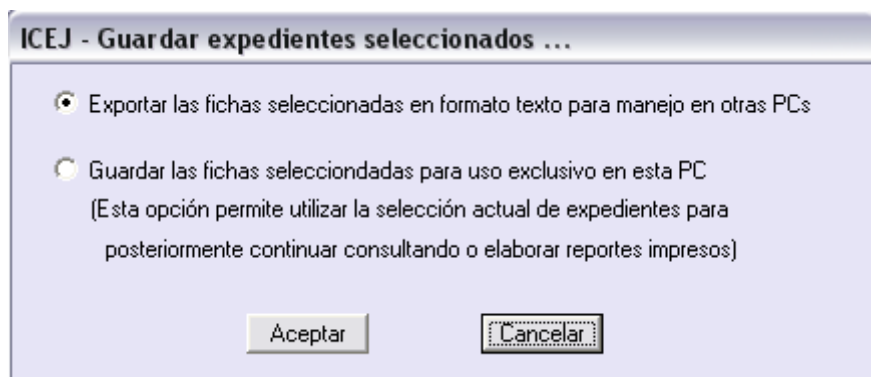 ICEJ - Guardar expedientes seleccionados ...
Exportar las fichas seleccionadas en formato texto para manejo en otras PCs
Guardar las fichas selecciondadas para uso exclusivo en esta PC
(Esta opción permite utilizar la selección actual de expedientes para
posteriormente continuar consultando o elaborar reportes impresos)
Aceptar
Cancelar